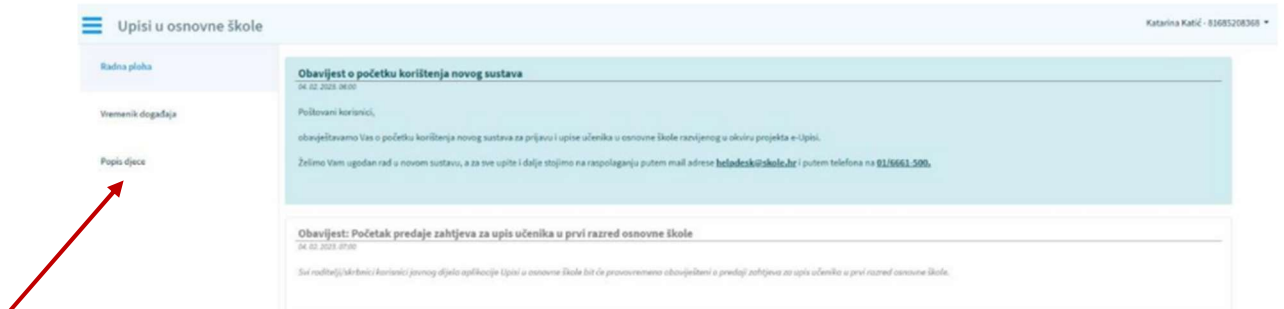 Upisi u osnovne škole
Katarina Katić - 81685208368
Radna ploha
Vremenik događaja
Popis djece
Obavijest o početku korištenja novog sustava
04. 02. 2023. 06:00
Poštovani korisnici,
obavještavamo Vas o početku korištenja novog sustava za prijavu i upise učenika u osnovne škole razvijenog u okviru projekta e-Upisi.
Želimo Vam ugodan rad u novom sustavu, a za sve upite i dalje stojimo na raspolaganju putem mail adrese helpdesk@skole.hr i putem telefona na 01/6661-500.
Obavijest: Početak predaje zahtjeva za upis učenika u prvi razred osnovne škole
04. 02. 2023. 07:00
Svi roditelji/skrbnici korisnici javnog dijela aplikacije Upisi u osnovne škole bit će pravovremeno obaviješteni o predaji zahtjeva za upis učenika u prvi razred osnovne škole.